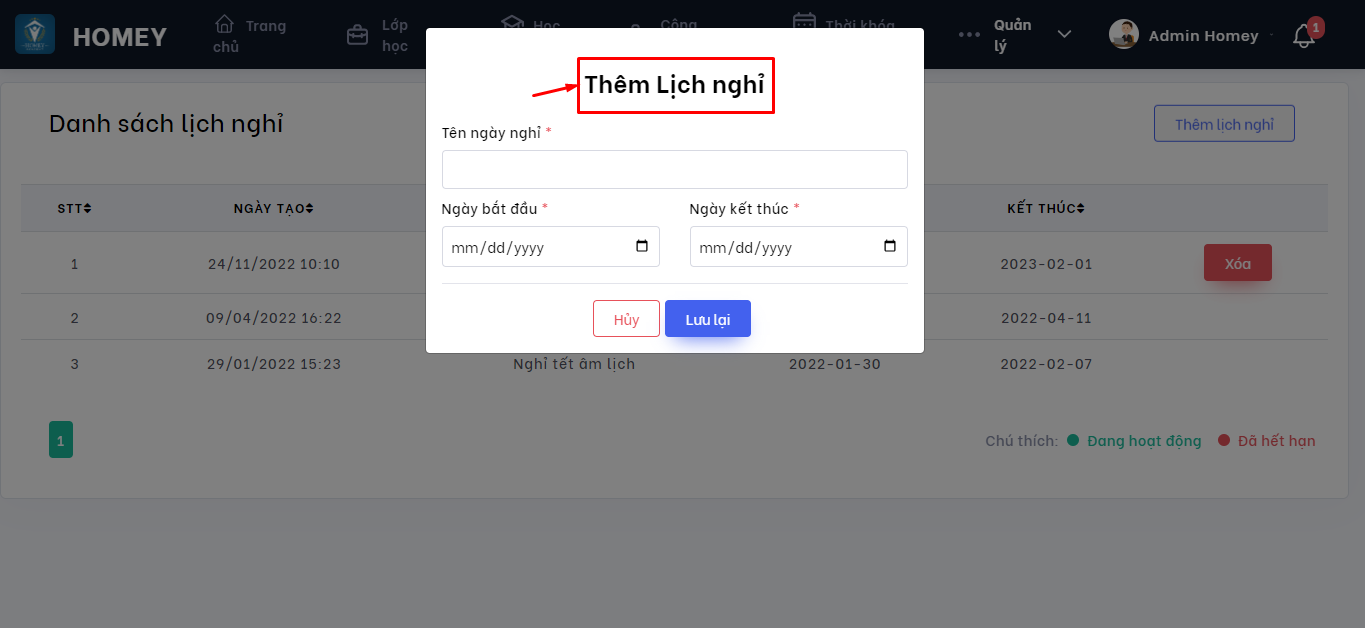 HOMEY
Trang
chủ
Lớp
học
Học
Công
Thời khóa
Quản
lý
Admin Homey
1
Thêm Lịch nghỉ
Tên ngày nghỉ *
Ngày bắt đầu *
Ngày kết thúc *
mm/dd/yyyy
mm/dd/yyyy
Hủy
Lưu lại
Danh sách lịch nghỉ
Thêm lịch nghỉ
STT
NGÀY TẠO
KẾT THÚC
1
24/11/2022 10:10
2023-02-01
Xóa
2
09/04/2022 16:22
2022-04-11
3
29/01/2022 15:23
Nghỉ tết âm lịch
2022-01-30
2022-02-07
1
Chú thích:
Đang hoạt động
Đã hết hạn